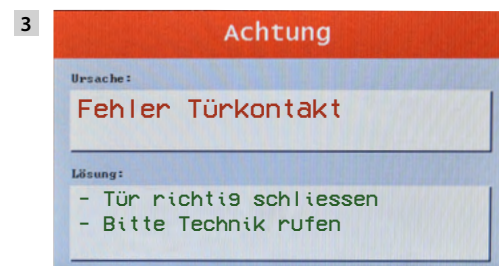 3
Achtung
Ursache:
Fehler Türkontakt
Lösung:
- Tür richtig schliessen
- Bitte Technik rufen